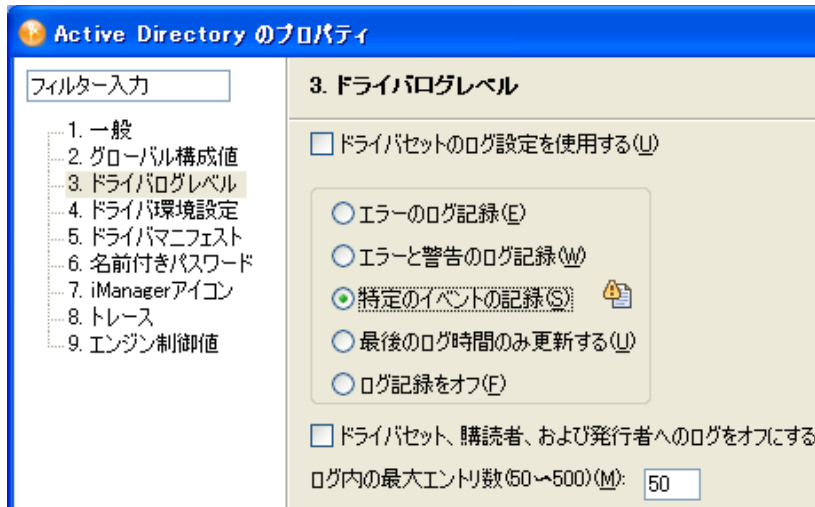 Active Directory のプロパティ
フィルター入力
1. 一般
2. グローバル構成値
3. ドライバログレベル
4. ドライバ環境設定
5. ドライバマニフェスト
6. 名前付きパスワード
7. iManagerアイコン
8. トレース
9. エンジン制御値
3. ドライバログレベル
ドライバセットのログ設定を使用する(U)
エラーのログ記録(E)
エラーと警告のログ記録(W)
特定のイベントの記録(S)
最後のログ時間のみ更新する(U)
ログ記録をオフ(F)
ドライバセット、購読者、および発行者へのログをオフにする
ログ内の最大エントリ数(50～500)(M): 50